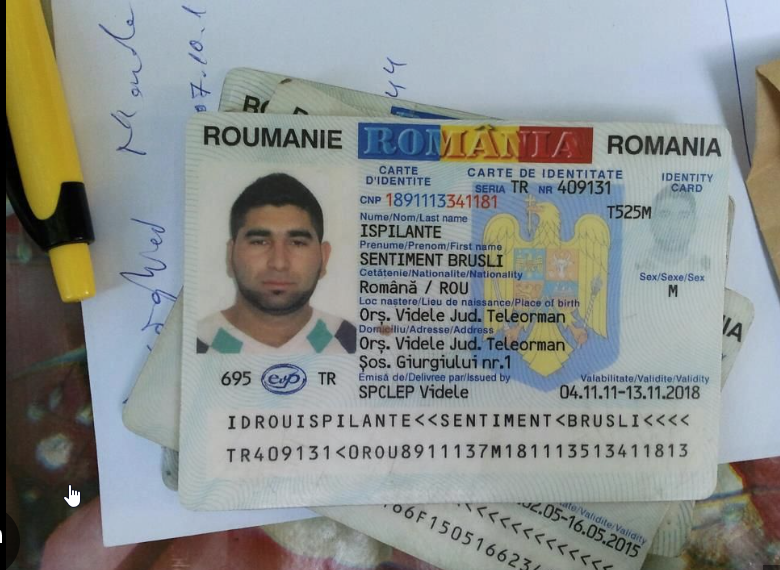 ROUMANIE ROMÂNIA ROMANIA
CARTE D'IDENTITE
CARTE DE IDENTITATE
IDENTITY CARD
SERIA TR NR 409131
CNP 1891113341181
T525M
Nume/Nom/Last name
ISPILANTE
Prenume/Prenom/First name
SENTIMENT BRUSLI
Cetăţenie/Nationalite/Nationality
Română / ROU
Sex/Sexe/Sex
M
Loc naştere/Lieu de naissance/Place of birth
Orş. Videle Jud. Teleorman
Domiciliu/Adresse/Address
Orş. Videle Jud. Teleorman
Şos. Giurgiului nr.1
Emisă de/Delivree par/Issued by
SPCLEP Videle
Valabilitate/Validite/Validity
04.11.11-13.11.2018
695 TR
IDROUISPILANTE<<SENTIMENT<BRUSLI<<<<
TR409131<0ROU8911137M181113513411813
.05-16.05.2015